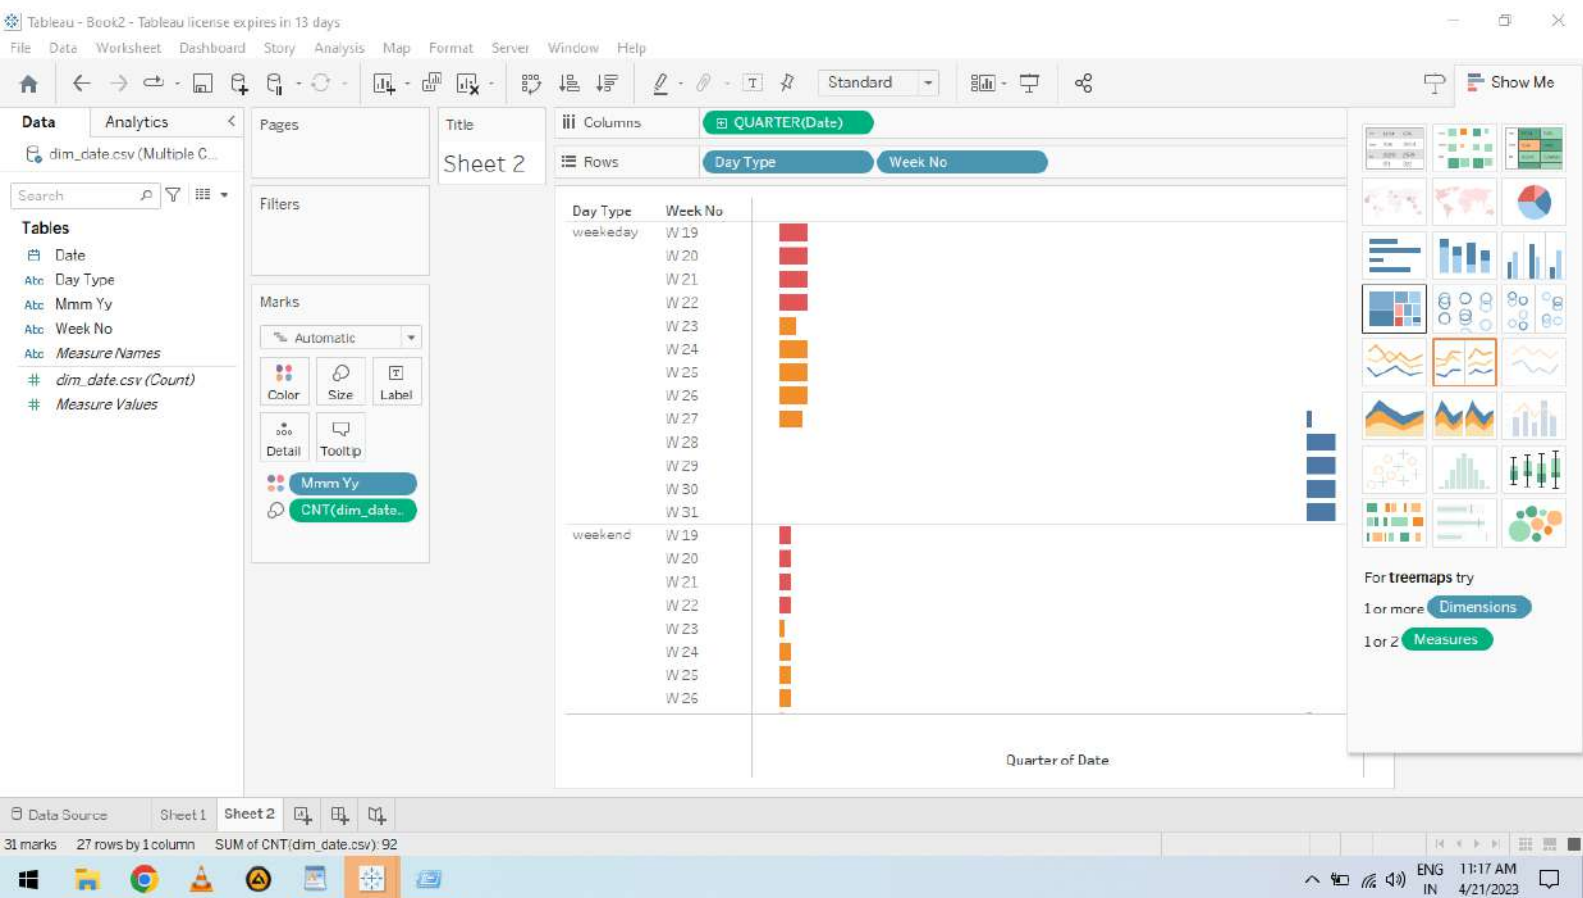 Tableau - Book2 - Tableau license expires in 13 days
File Data Worksheet Dashboard Story Analysis Map Format Server Window Help
Standard
Show Me
Data Analytics
dim_date.csv (Multiple C...
Search
Tables
Date
Abc Day Type
Abc Mmm Yy
Abc Week No
Abc Measure Names
# dim_date.csv (Count)
# Measure Values
Pages
Filters
Marks
Automatic
Color Size Label
Detail Tooltip
Mmm Yy
CNT(dim_date..
Title
Sheet 2
Columns QUARTER(Date)
Rows Day Type Week No
Day Type Week No
weekeday W 19
W 20
W 21
W 22
W 23
W 24
W 25
W 26
W 27
W 28
W 29
W 30
W 31
weekend W 19
W 20
W 21
W 22
W 23
W 24
W 25
W 26
Quarter of Date
For treemaps try
1 or more Dimensions
1 or 2 Measures
Data Source Sheet 1 Sheet 2
31 marks 27 rows by 1 column SUM of CNT(dim_date.csv): 92
ENG 11:17 AM
IN 4/21/2023